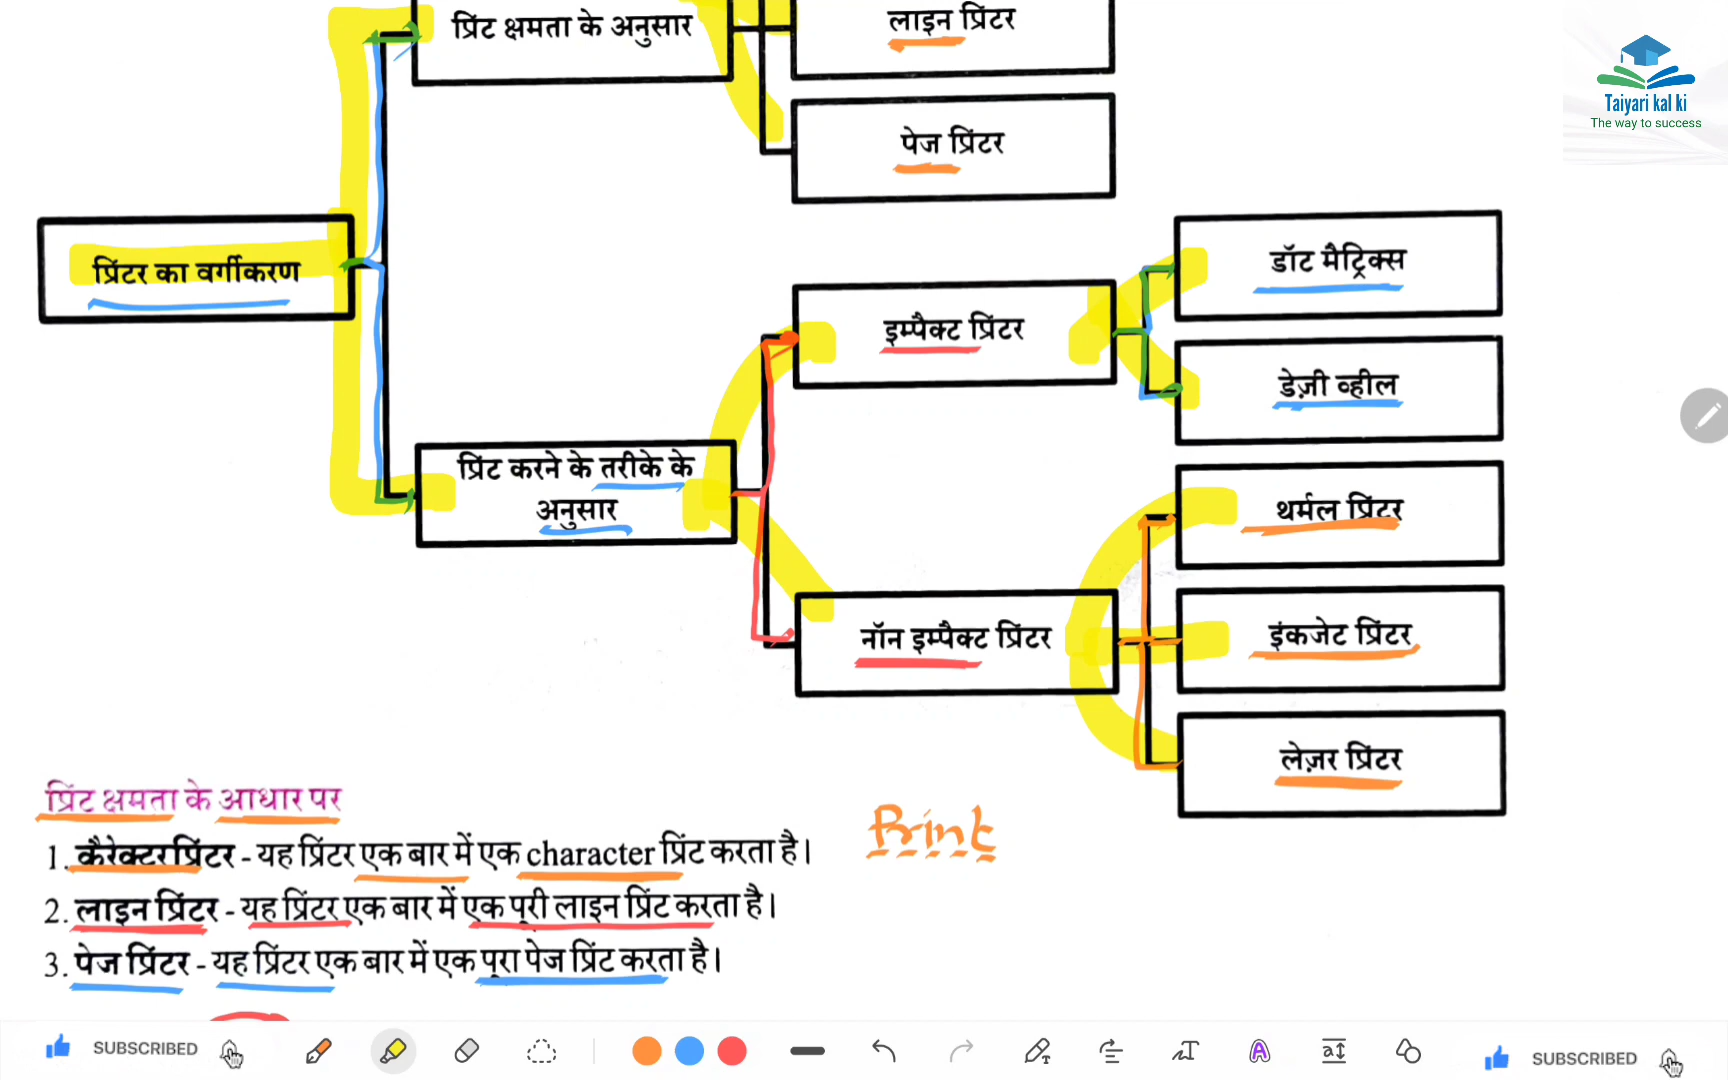 प्रिंट क्षमता के अनुसार
लाइन प्रिंटर
पेज प्रिंटर
Taiyari kal ki
The way to success
प्रिंटर का वर्गीकरण
डॉट मैट्रिक्स
इम्पैक्ट प्रिंटर
डेज़ी व्हील
प्रिंट करने के तरीके के
अनुसार
थर्मल प्रिंटर
नॉन इम्पैक्ट प्रिंटर
इंकजेट प्रिंटर
लेज़र प्रिंटर
प्रिंट क्षमता के आधार पर
Print
1. कैरेक्टर प्रिंटर - यह प्रिंटर एक बार में एक character प्रिंट करता है।
2. लाइन प्रिंटर - यह प्रिंटर एक बार में एक पूरी लाइन प्रिंट करता है।
3. पेज प्रिंटर - यह प्रिंटर एक बार में एक पूरा पेज प्रिंट करता है।
SUBSCRIBED
SUBSCRIBED